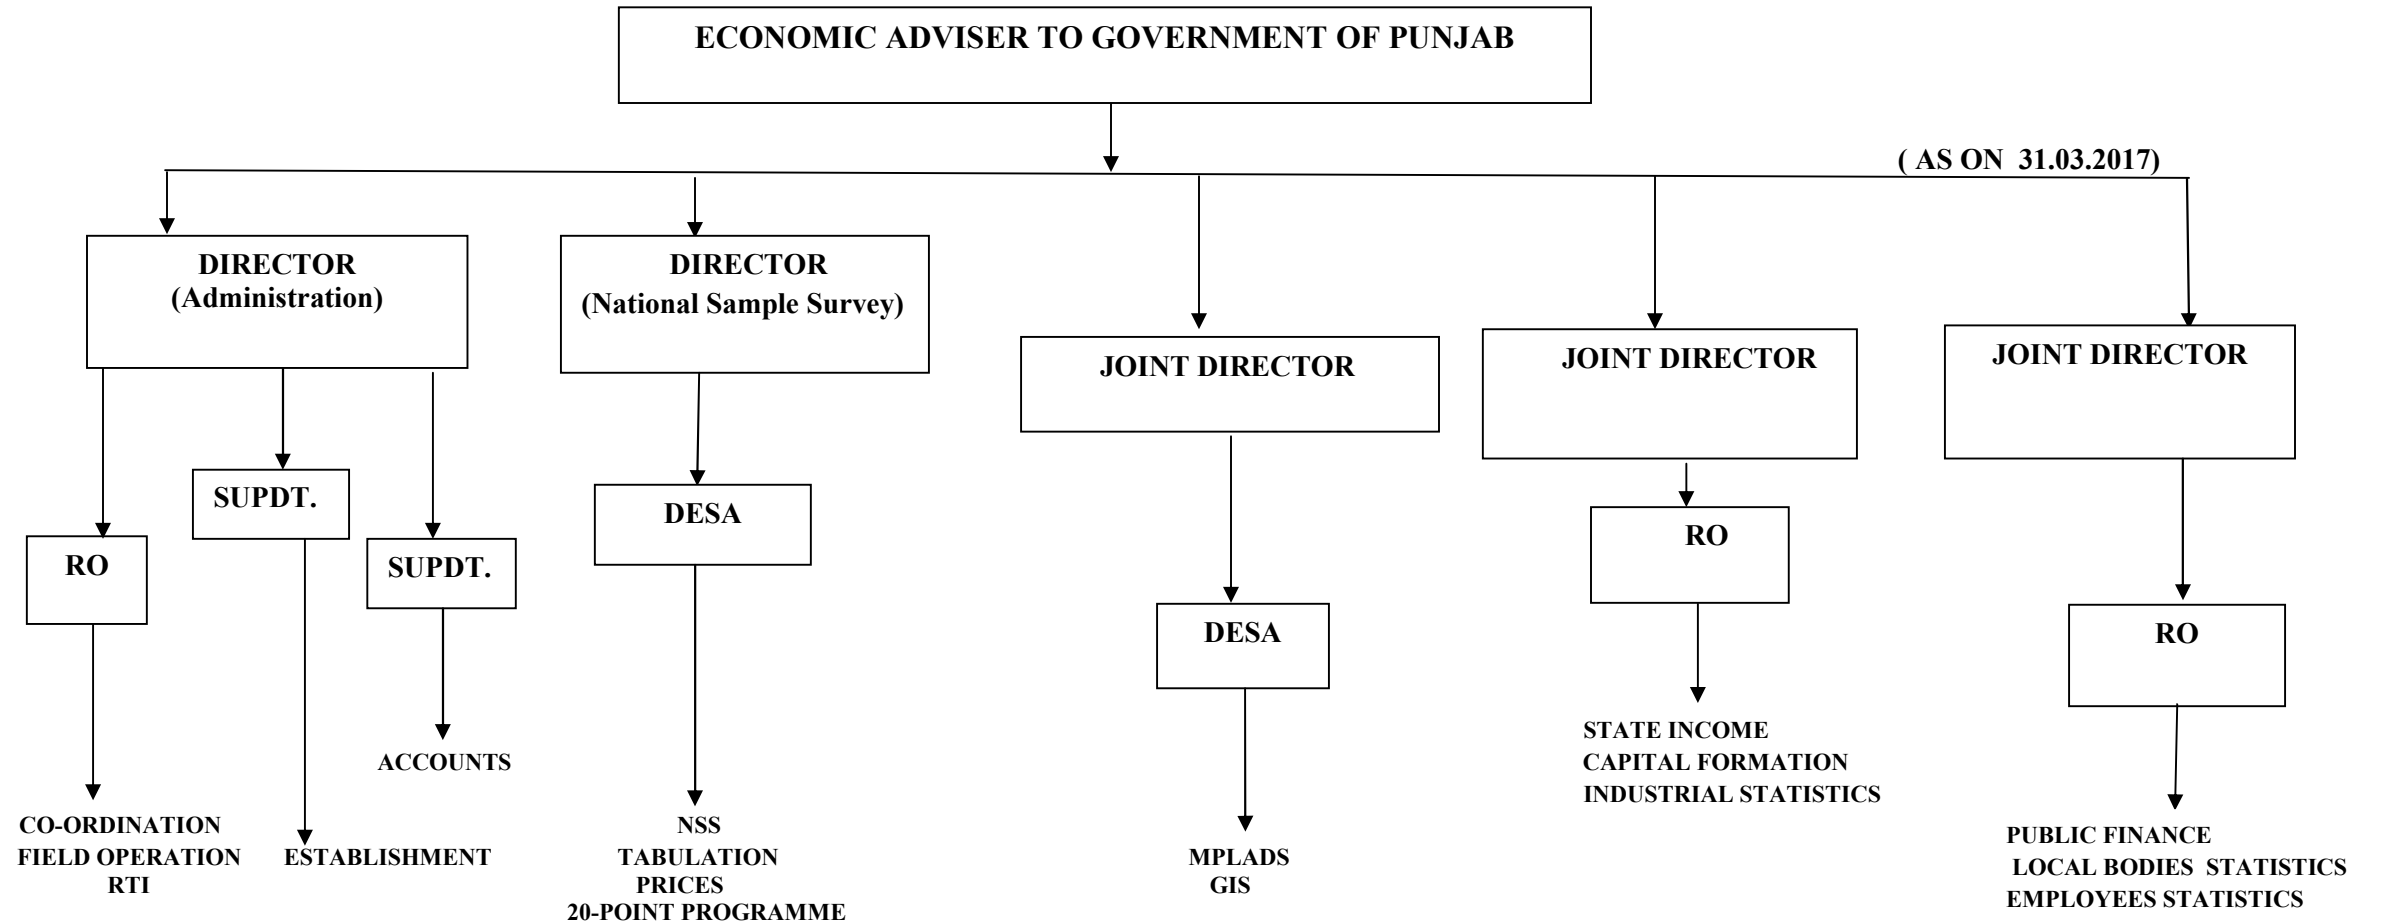 ECONOMIC ADVISER TO GOVERNMENT OF PUNJAB
( AS ON 31.03.2017)
DIRECTOR
(Administration)
DIRECTOR
(National Sample Survey)
JOINT DIRECTOR
JOINT DIRECTOR
JOINT DIRECTOR
RO
SUPDT.
SUPDT.
DESA
DESA
RO
RO
CO-ORDINATION
FIELD OPERATION
RTI
ESTABLISHMENT
ACCOUNTS
NSS
TABULATION
PRICES
20-POINT PROGRAMME
MPLADS
GIS
STATE INCOME
CAPITAL FORMATION
INDUSTRIAL STATISTICS
PUBLIC FINANCE
LOCAL BODIES STATISTICS
EMPLOYEES STATISTICS